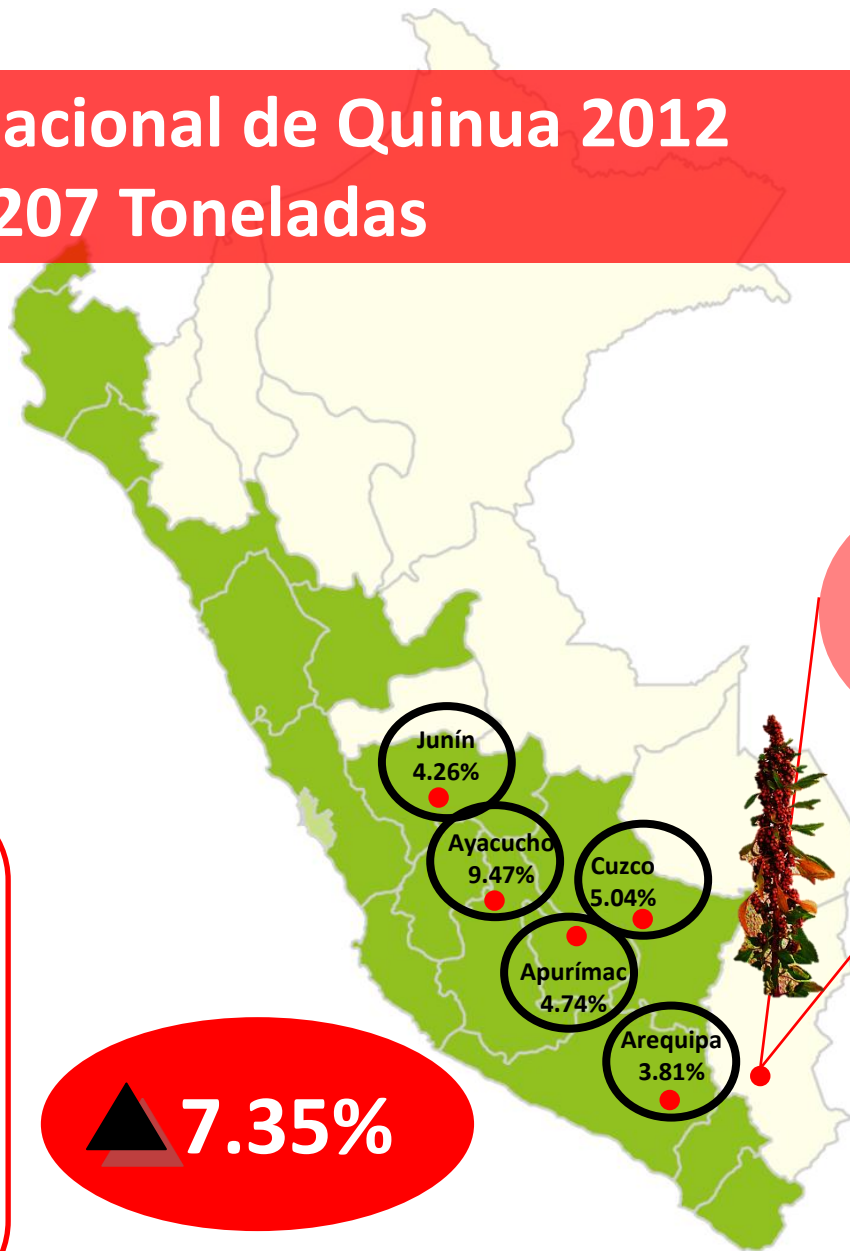 acional de Quinua 2012
207 Toneladas
Junín
4.26%
Ayacucho
9.47%
Cuzco
5.04%
Apurímac
4.74%
Arequipa
3.81%
7.35%